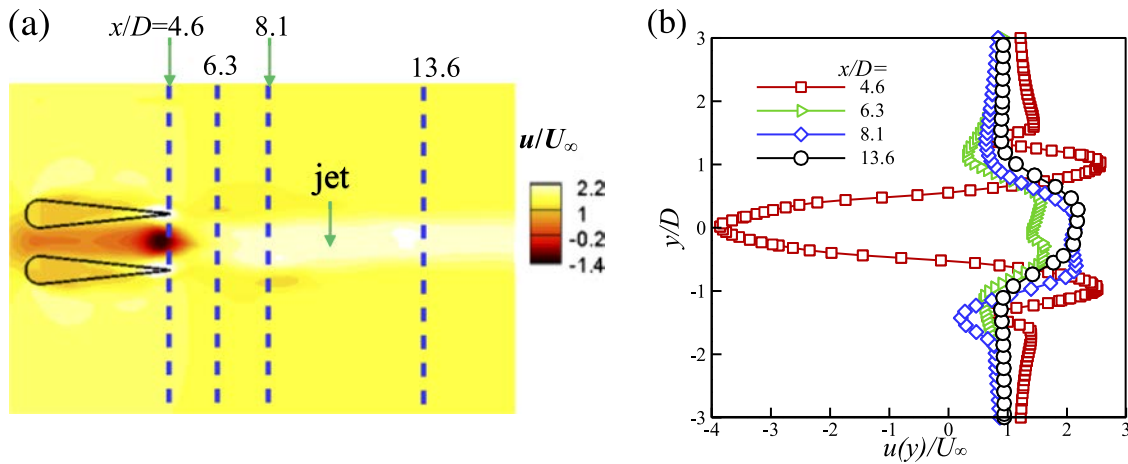 (a)
x/D=4.6
8.1
6.3
13.6
u/U∞
jet
2.2
1
-0.2
-1.4
(b)
3
2
1
0
-1
-2
-3
y/D
x/D=
4.6
6.3
8.1
13.6
-4 -3 -2 -1 0 1 2 3
u(y)/U∞